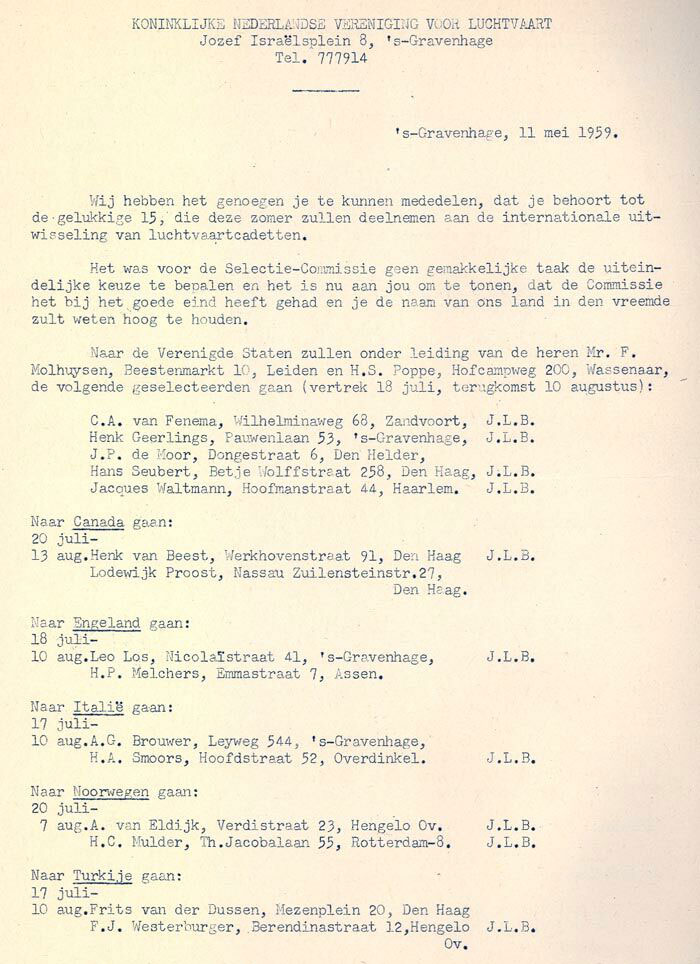 KONINKLIJKE NEDERLANDSE VERENIGING VOOR LUCHTVAART
Jozef Israëlsplein 8, 's-Gravenhage
Tel. 777914
's-Gravenhage, 11 mei 1959.
Wij hebben het genoegen je te kunnen mededelen, dat je behoort tot
de gelukkige 15, die deze zomer zullen deelnemen aan de internationale uit-
wisseling van luchtvaartcadetten.
Het was voor de Selectie-Commissie geen gemakkelijke taak de uitein-
delijke keuze te bepalen en het is nu aan jou om te tonen, dat de Commissie
het bij het goede eind heeft gehad en je de naam van ons land in den vreemde
zult weten hoog te houden.
Naar de Verenigde Staten zullen onder leiding van de heren Mr. F.
Molhuysen, Beestenmarkt 10, Leiden en H.S. Poppe, Hofcampweg 200, Wassenaar,
de volgende geselecteerden gaan (vertrek 18 juli, terugkomst 10 augustus):
C.A. van Fenema, Wilhelminaweg 68, Zandvoort, J.L.B.
Henk Geerlings, Pauwenlaan 53, 's-Gravenhage, J.L.B.
J.P. de Moor, Dongestraat 6, Den Helder,
Hans Seubert, Betje Wolffstraat 258, Den Haag, J.L.B.
Jacques Waltmann, Hoofmanstraat 44, Haarlem. J.L.B.
Naar Canada gaan:
20 juli-
13 aug.Henk van Beest, Werkhovenstraat 91, Den Haag J.L.B.
Lodewijk Proost, Nassau Zuilensteinstr.27,
Den Haag.
Naar Engeland gaan:
18 juli-
10 aug.Leo Los, Nicolaïstraat 41, 's-Gravenhage, J.L.B.
H.P. Melchers, Emmastraat 7, Assen.
Naar Italië gaan:
17 juli-
10 aug.A.G. Brouwer, Leyweg 544, 's-Gravenhage,
H.A. Smoors, Hoofdstraat 52, Overdinkel. J.L.B.
Naar Noorwegen gaan:
20 juli-
7 aug.A. van Eldijk, Verdistraat 23, Hengelo Ov. J.L.B.
H.C. Mulder, Th.Jacobalaan 55, Rotterdam-8. J.L.B.
Naar Turkije gaan:
17 juli-
10 aug.Frits van der Dussen, Mezenplein 20, Den Haag
F.J. Westerburger, Berendinastraat 12,Hengelo J.L.B.
Ov.